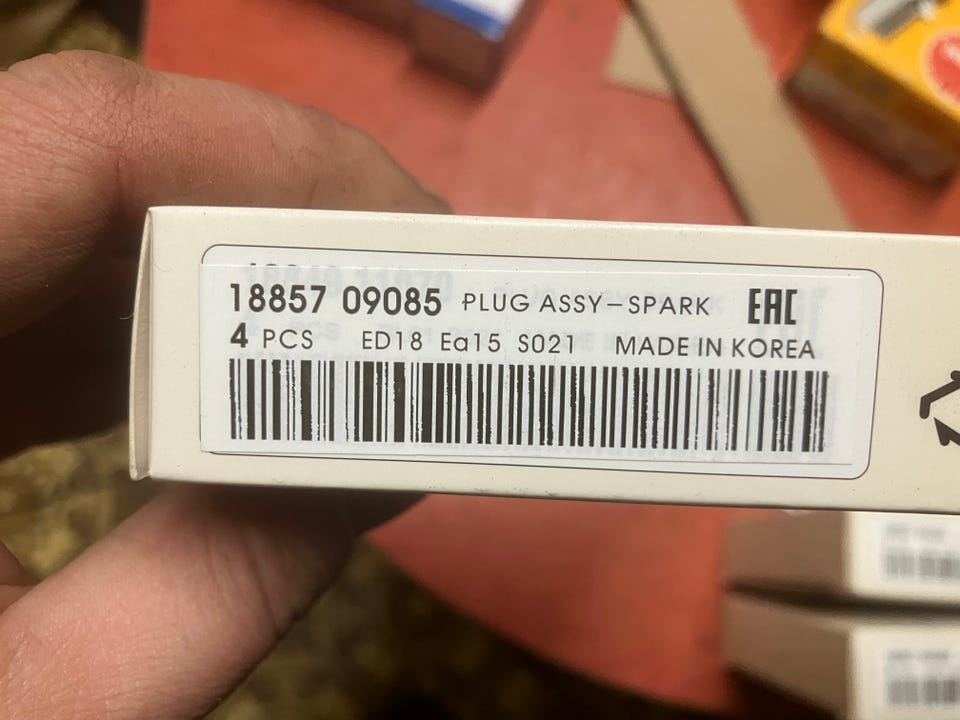 18857 09085 PLUG ASSY-SPARK EAC
4 PCS ED18 Ea15 S021 MADE IN KOREA